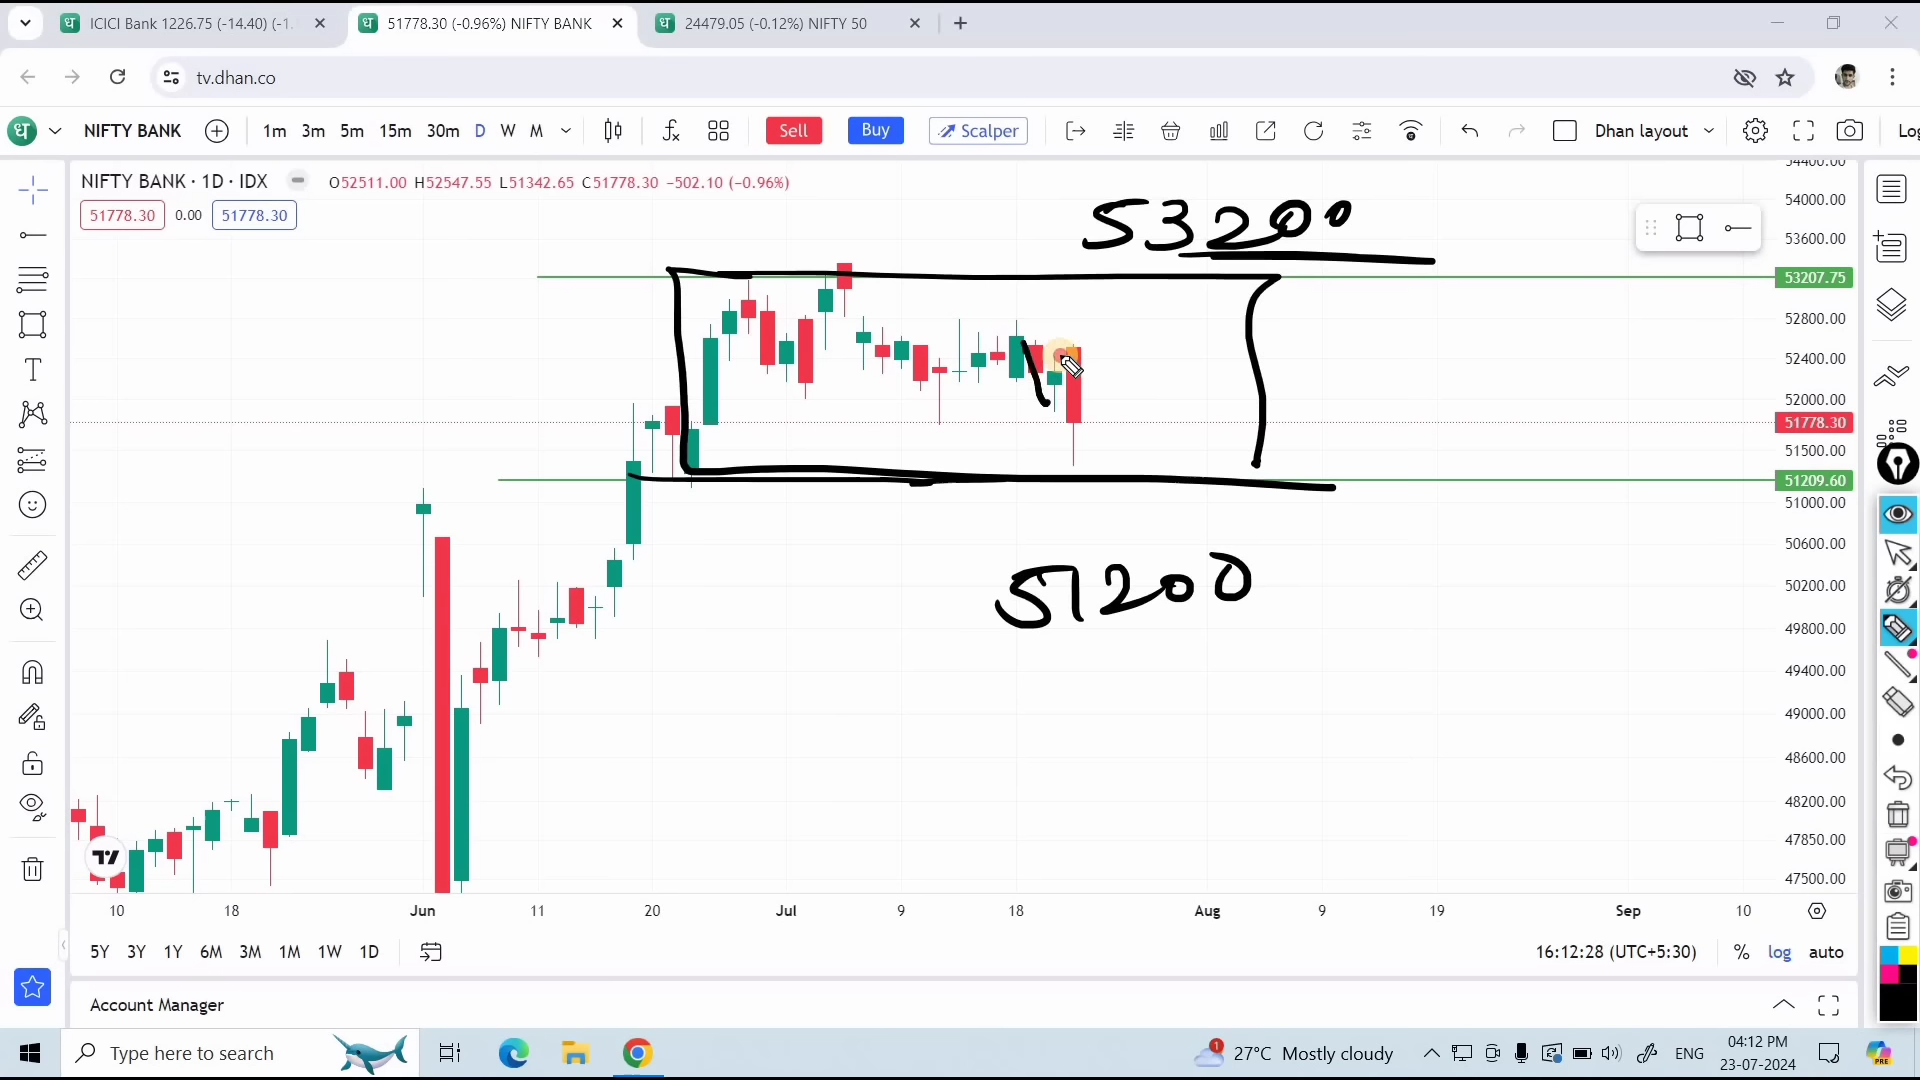 ICICI Bank 1226.75 (-14.40) (-1.
51778.30 (-0.96%) NIFTY BANK
24479.05 (-0.12%) NIFTY 50
tv.dhan.co
NIFTY BANK 1m 3m 5m 15m 30m D W M Sell Buy Scalper Dhan layout Log
NIFTY BANK · 1D · IDX O52511.00 H52547.55 L51342.65 C51778.30 −502.10 (−0.96%)
51778.30 0.00 51778.30
53200
54400.00
54000.00
53600.00
53207.75
52800.00
52400.00
52000.00
51778.30
51500.00
51209.60
51000.00
50600.00
50200.00
49800.00
49400.00
49000.00
48600.00
48200.00
47850.00
47500.00
51200
10 18 Jun 11 20 Jul 9 18 Aug 9 19 Sep 10
5Y 3Y 1Y 6M 3M 1M 1W 1D 16:12:28 (UTC+5:30) % log auto
Account Manager
Type here to search 27°C Mostly cloudy ENG 04:12 PM
23-07-2024